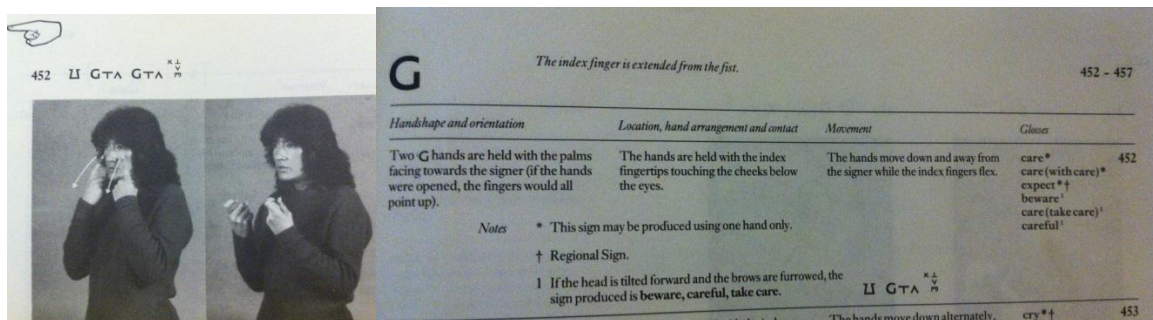 452 ⊔ GTΛ GTΛ
G
The index finger is extended from the fist.
452 - 457
Handshape and orientation
Location, hand arrangement and contact
Movement
Glosses
Two G hands are held with the palms
facing towards the signer (if the hands
were opened, the fingers would all
point up).
The hands are held with the index
fingertips touching the cheeks below
the eyes.
The hands move down and away from
the signer while the index fingers flex.
care* 452
care (with care)*
expect*†
beware¹
care (take care)¹
careful¹
Notes * This sign may be produced using one hand only.
† Regional Sign.
1 If the head is tilted forward and the brows are furrowed, the
sign produced is beware, careful, take care.
The hands move down alternately,
cry*† 453